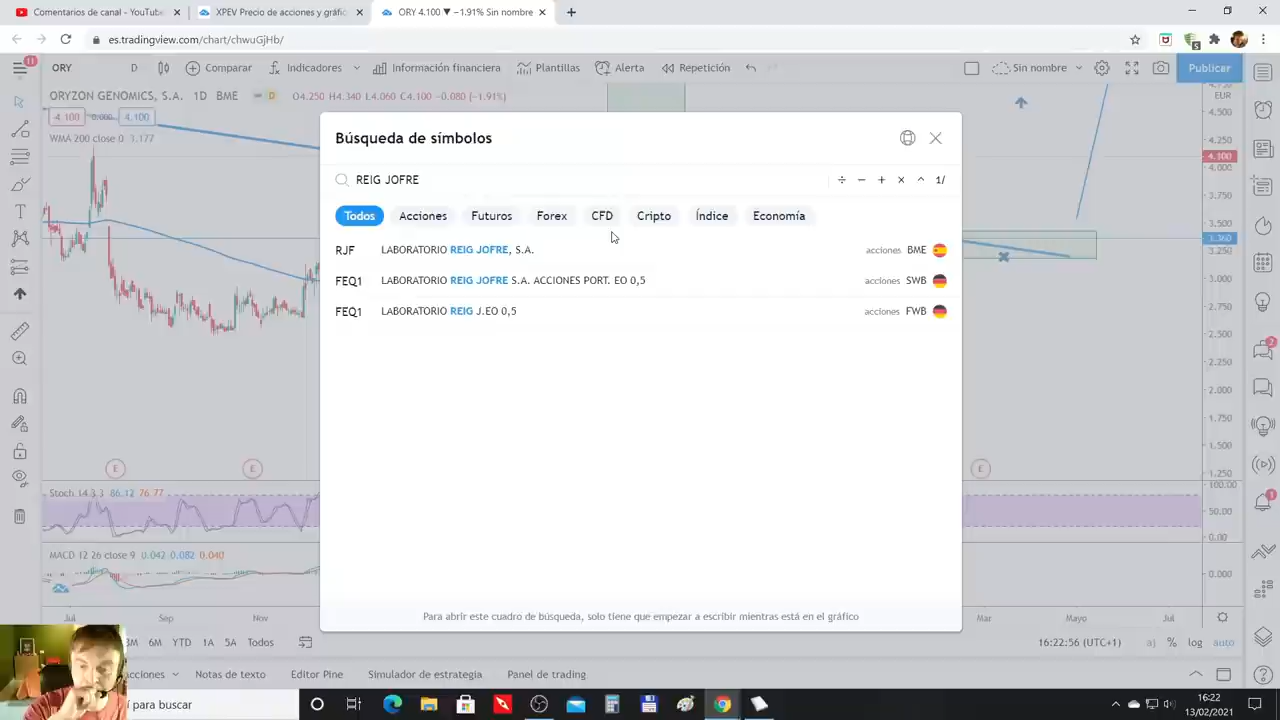 Comentarios de canal - YouTube
XPEV Precio de acciones y gráfic
ORY 4.100 ▼ −1.91% Sin nombre
es.tradingview.com/chart/chwuGjHb/
11
ORY
D
Comparar
Indicadores
Información financiera
Plantillas
Alerta
Repetición
Sin nombre
Publicar
ORYZON GENOMICS, S.A. 1D BME
D
O4.250 H4.340 L4.060 C4.100 −0.080 (−1.91%)
4.100
0.000
4.100
WMA 200 close 0 3.177
Búsqueda de símbolos
REIG JOFRE
÷ − + × ^ 1/
Todos
Acciones
Futuros
Forex
CFD
Cripto
Índice
Economía
RJF LABORATORIO REIG JOFRE, S.A. acciones BME
FEQ1 LABORATORIO REIG JOFRE S.A. ACCIONES PORT. EO 0,5 acciones SWB
FEQ1 LABORATORIO REIG J.EO 0,5 acciones FWB
Para abrir este cuadro de búsqueda, solo tiene que empezar a escribir mientras está en el gráfico
EUR
4.500
4.250
4.100
4.000
3.750
3.500
3.360
3.250
3.000
2.750
2.500
2.250
2.000
1.750
1.500
1.250
E
E
E
Stoch 14 3 3 86.12 76.77
100.00
50.00
0.00
MACD 12 26 close 9 0.042 0.082 0.040
0.000
2
1
Jul
Sep
Nov
Mar
Mayo
Jul
3M 6M YTD 1A 5A Todos
16:22:56 (UTC+1)
%
log
auto
Notas de texto
Editor Pine
Simulador de estrategia
Panel de trading
í para buscar
16:22
13/02/2021